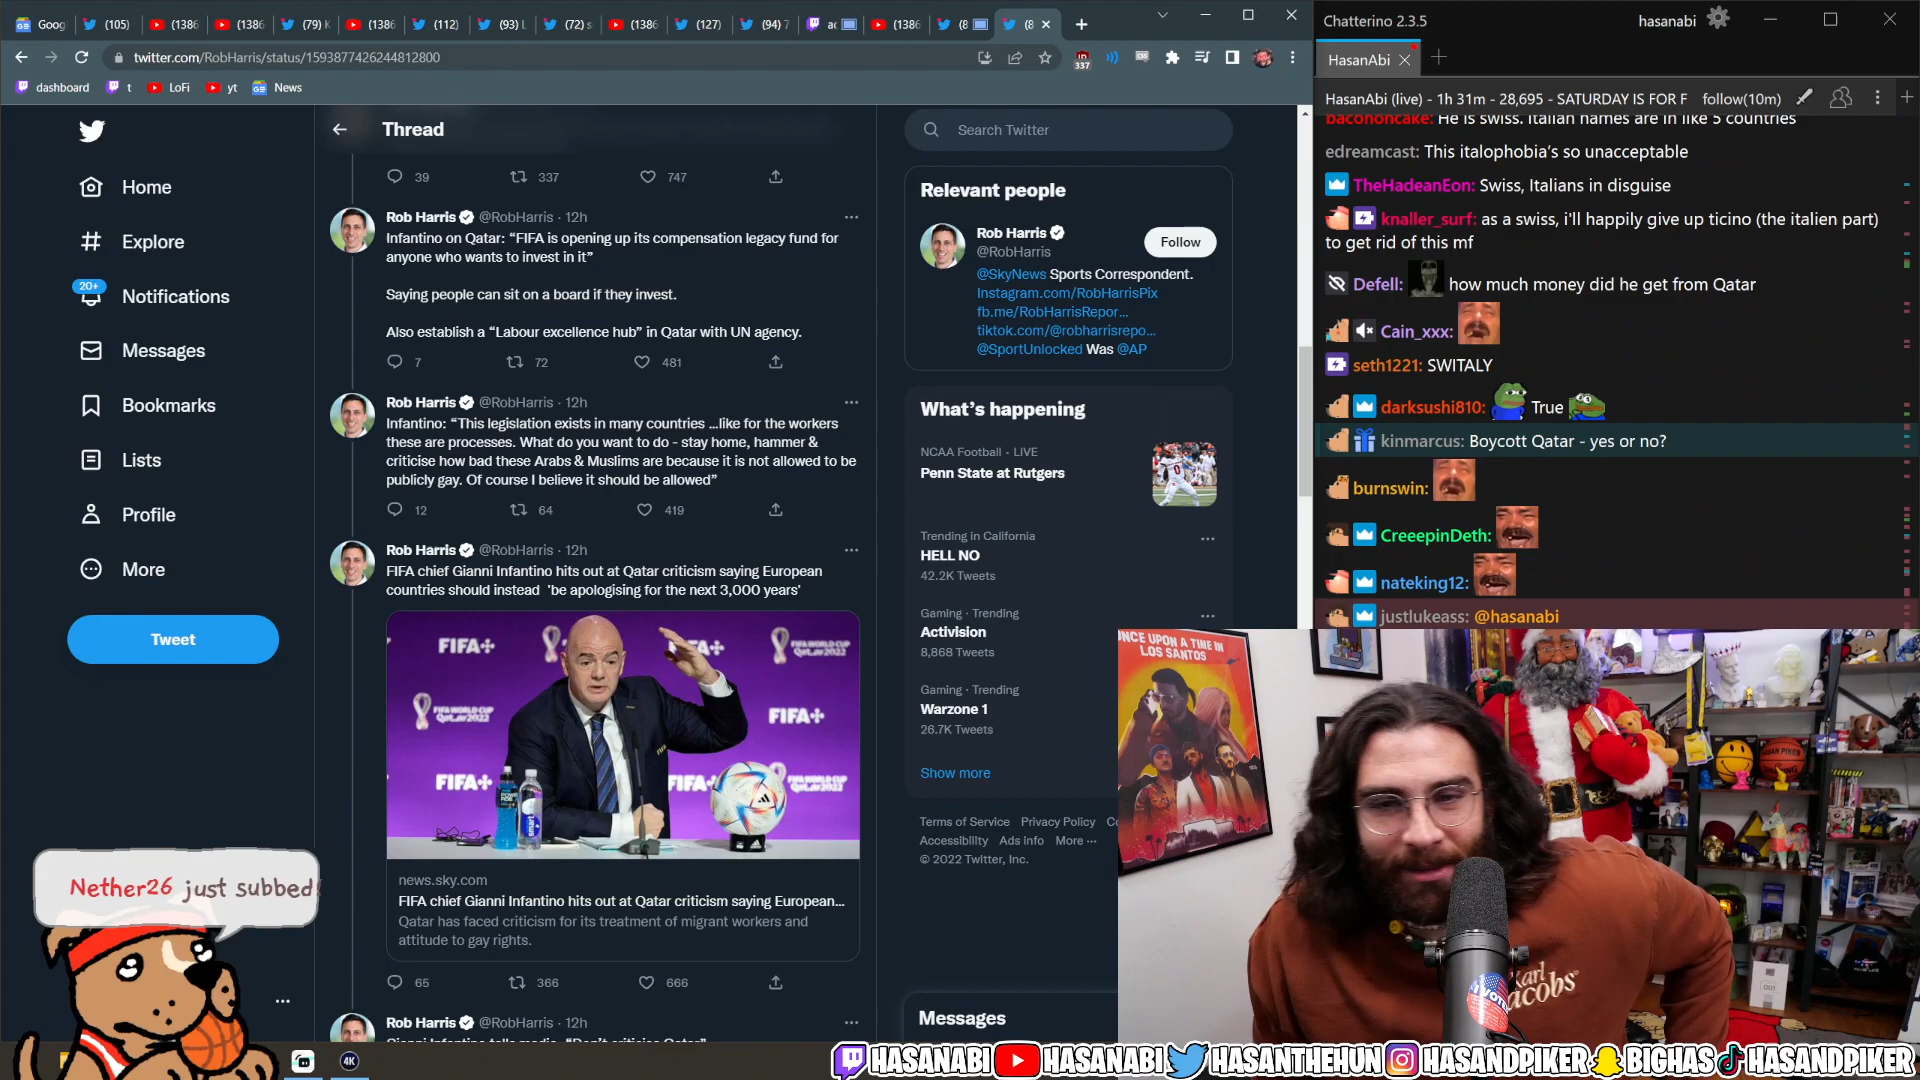 Goog
(105)
(1386
(1386
(79) K
(1386
(112)
(93) L
(72) s
(1386
(127)
(94) 7
(1386
(8
(8
twitter.com/RobHarris/status/1593877426244812800
337
dashboard
t
LoFi
yt
News
Home
Explore
20+
Notifications
Messages
Bookmarks
Lists
Profile
More
Tweet
Nether26 just subbed!
Thread
39 337 747
Rob Harris @RobHarris · 12h
Infantino on Qatar: “FIFA is opening up its compensation legacy fund for
anyone who wants to invest in it”
Saying people can sit on a board if they invest.
Also establish a “Labour excellence hub” in Qatar with UN agency.
7 72 481
Rob Harris @RobHarris · 12h
Infantino: “This legislation exists in many countries ...like for the workers
these are processes. What do you want to do - stay home, hammer &
criticise how bad these Arabs & Muslims are because it is not allowed to be
publicly gay. Of course I believe it should be allowed”
12 64 419
Rob Harris @RobHarris · 12h
FIFA chief Gianni Infantino hits out at Qatar criticism saying European
countries should instead 'be apologising for the next 3,000 years'
FIFA+
FIFA WORLD CUP
Qatar2022
FIFA+
FIFA+
FIFA+
news.sky.com
FIFA chief Gianni Infantino hits out at Qatar criticism saying European...
Qatar has faced criticism for its treatment of migrant workers and
attitude to gay rights.
65 366 666
Rob Harris @RobHarris · 12h
Search Twitter
Relevant people
Rob Harris
@RobHarris
Follow
@SkyNews Sports Correspondent.
Instagram.com/RobHarrisPix
fb.me/RobHarrisRepor...
tiktok.com/@robharrisrepo...
@SportUnlocked Was @AP
What’s happening
NCAA Football · LIVE
Penn State at Rutgers
Trending in California
HELL NO
42.2K Tweets
Gaming · Trending
Activision
8,868 Tweets
Gaming · Trending
Warzone 1
26.7K Tweets
Show more
Terms of Service Privacy Policy
Accessibility Ads info More ···
© 2022 Twitter, Inc.
Messages
Chatterino 2.3.5
hasanabi
HasanAbi
HasanAbi (live) - 1h 31m - 28,695 - SATURDAY IS FOR F follow(10m)
bacononcake: He is swiss. Italian names are in like 5 countries
edreamcast: This italophobia’s so unacceptable
TheHadeanEon: Swiss, Italians in disguise
knaller_surf: as a swiss, i'll happily give up ticino (the italien part)
to get rid of this mf
Defell: how much money did he get from Qatar
Cain_xxx:
seth1221: SWITALY
darksushi810: True
kinmarcus: Boycott Qatar - yes or no?
burnswin:
CreeepinDeth:
nateking12:
justlukeass: @hasanabi
ONCE UPON A TIME IN
LOS SANTOS
Karl
Jacobs
I VOTED
4K
HASANABI HASANABI HASANTHEHUN HASANDPIKER BIGHAS HASANDPIKER